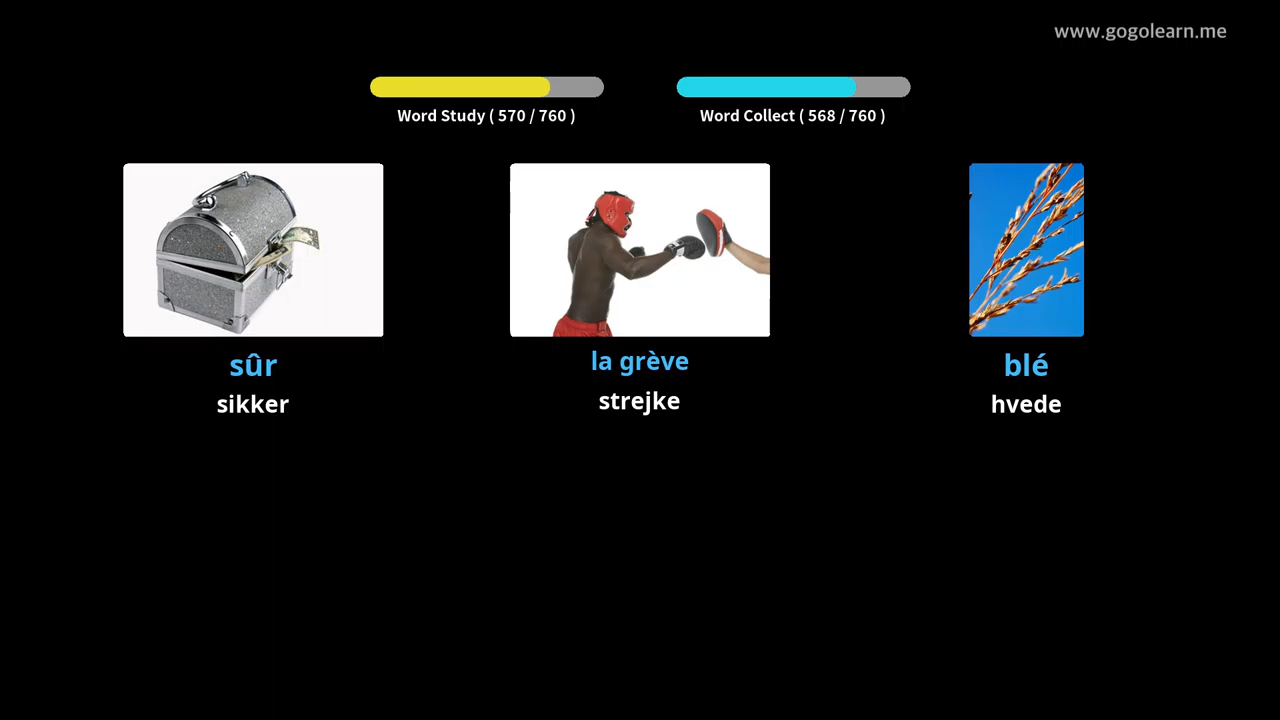 www.gogolearn.me
Word Study ( 570 / 760 )
Word Collect ( 568 / 760 )
sûr
sikker
la grève
strejke
blé
hvede